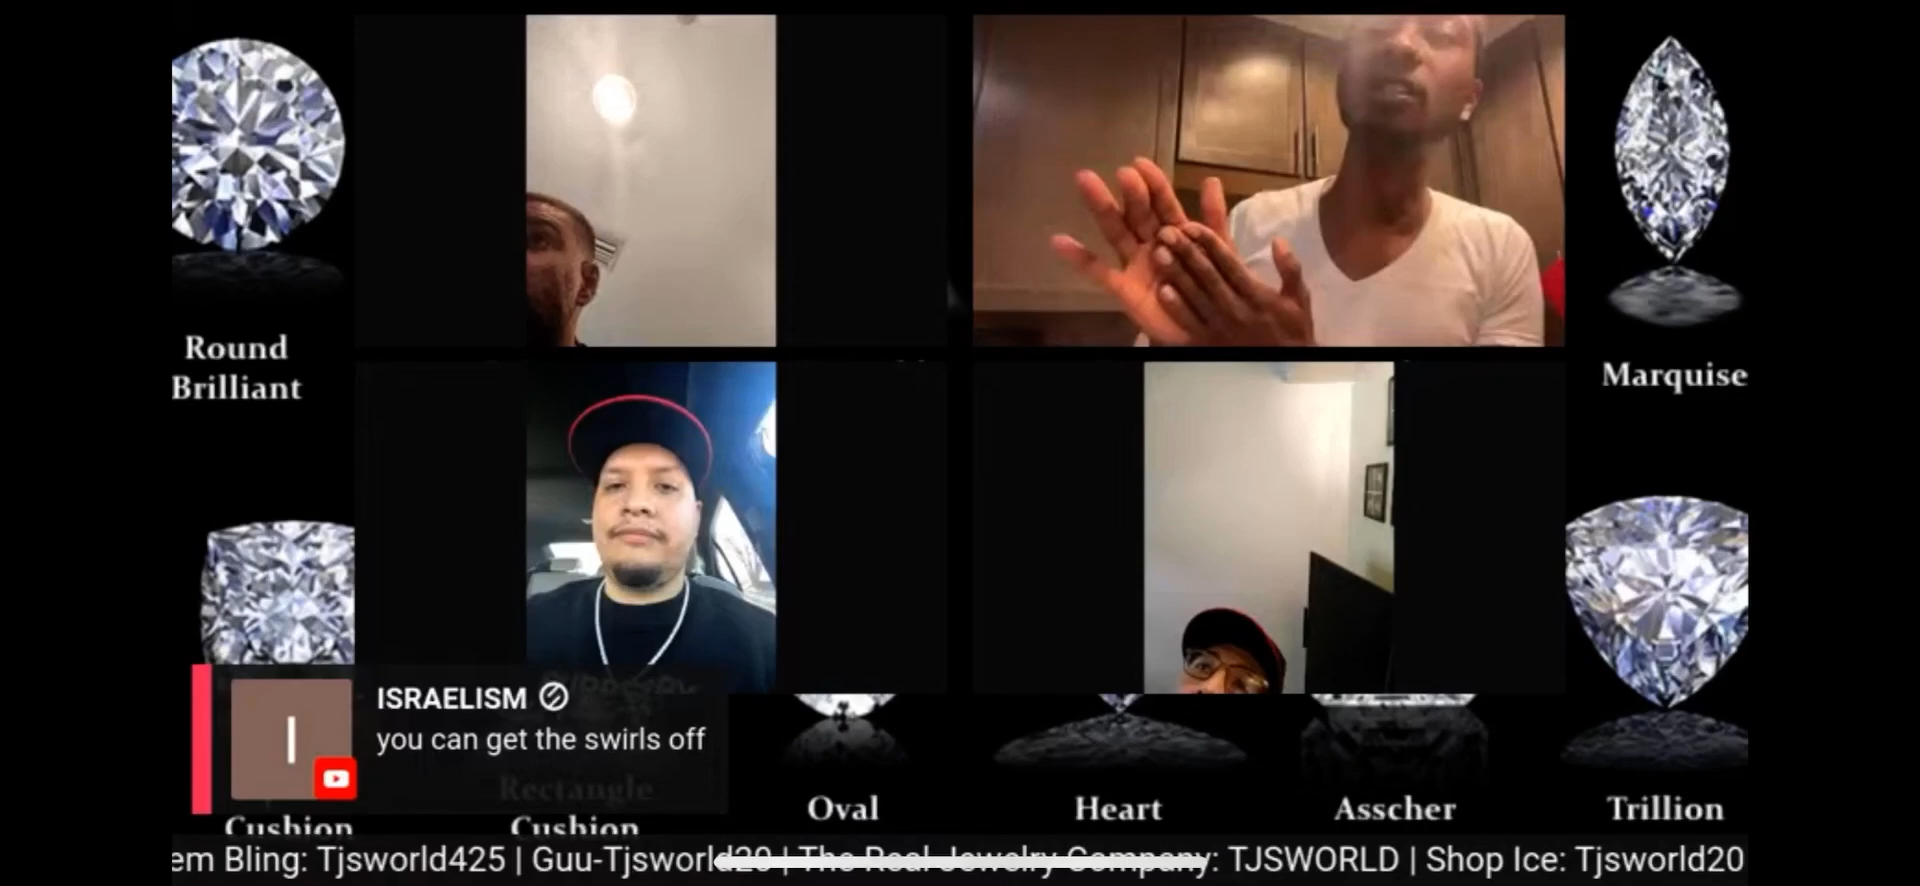 Round
Brilliant
Marquise
ISRAELISM
you can get the swirls off
I
Rectangle
Cushion
Cushion
Oval
Heart
Asscher
Trillion
em Bling: Tjsworld425 | Guu-Tjsworld20 | The Real Jewelry Company: TJSWORLD | Shop Ice: Tjsworld20